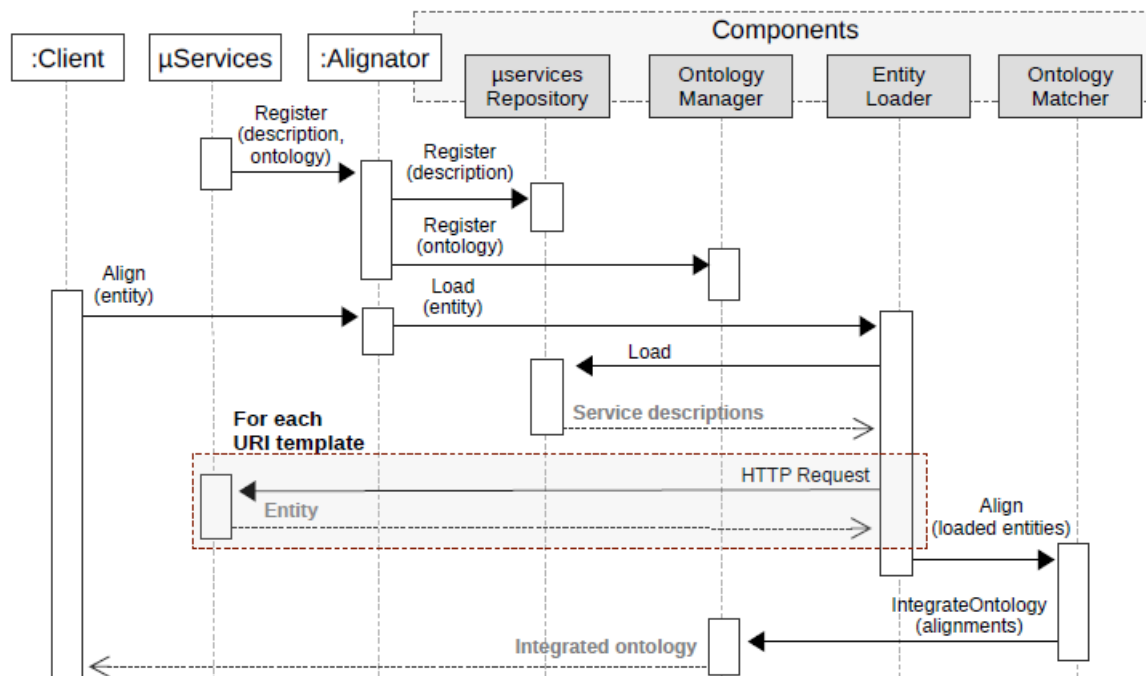 Components
:Client
µServices
:Alignator
µservices
Repository
Ontology
Manager
Entity
Loader
Ontology
Matcher
Register
(description,
ontology)
Register
(description)
Register
(ontology)
Align
(entity)
Load
(entity)
Load
Service descriptions
For each
URI template
HTTP Request
Entity
Align
(loaded entities)
IntegrateOntology
(alignments)
Integrated ontology